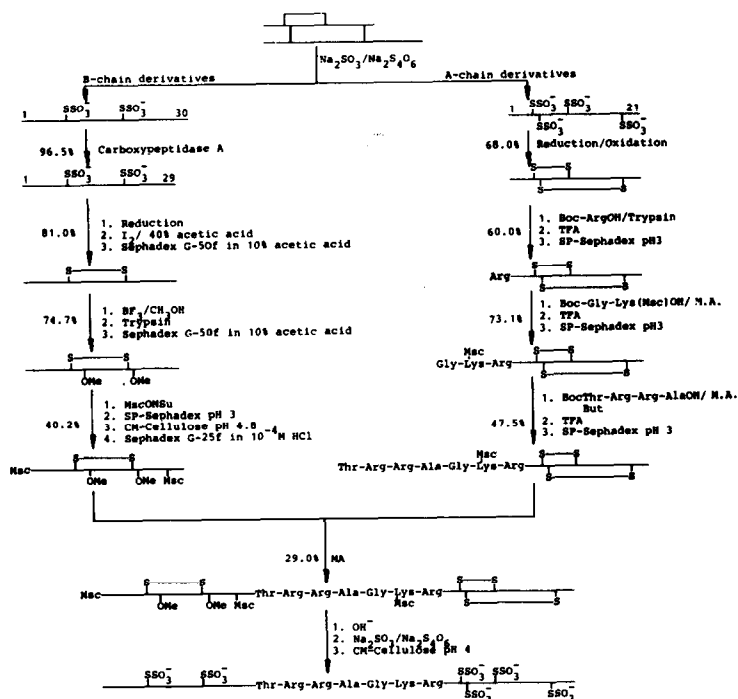 Na2SO3/Na2S4O6
B-chain derivatives
A-chain derivatives
1 SSO3- SSO3- 30
1 SSO3- SSO3- 21
SSO3- SSO3-
96.5% Carboxypeptidase A
68.0% Reduction/Oxidation
1 SSO3- SSO3- 29
S S
S S
81.0%
1. Reduction
2. I2/ 40% acetic acid
3. Sephadex G-50f in 10% acetic acid
60.0%
1. Boc-ArgOH/Trypsin
2. TFA
3. SP-Sephadex pH3
S S
S S
Arg
S S
74.7%
1. BF3/CH3OH
2. Trypsin
3. Sephadex G-50f in 10% acetic acid
73.1%
1. Boc-Gly-Lys(Msc)OH/ M.A.
2. TFA
3. SP-Sephadex pH3
S S
OMe OMe
Msc
Gly-Lys-Arg
S S
S S
40.2%
1. MscONSu
2. SP-Sephadex pH 3
3. CM-Cellulose pH 4.8
4. Sephadex G-25f in 10-4M HCl
47.5%
1. BocThr-Arg-Arg-AlaOH/ M.A.
But
2. TFA
3. SP-Sephadex pH 3
S S
Msc
OMe OMe Msc
Msc
Thr-Arg-Arg-Ala-Gly-Lys-Arg
S S
S S
29.0% MA
S S
Msc Thr-Arg-Arg-Ala-Gly-Lys-Arg
OMe OMe Msc Msc
S S
S S
1. OH-
2. Na2SO3/Na2S4O6
3. CM-Cellulose pH 4
SSO3- SSO3- Thr-Arg-Arg-Ala-Gly-Lys-Arg SSO3- SSO3-
SSO3- SSO3-